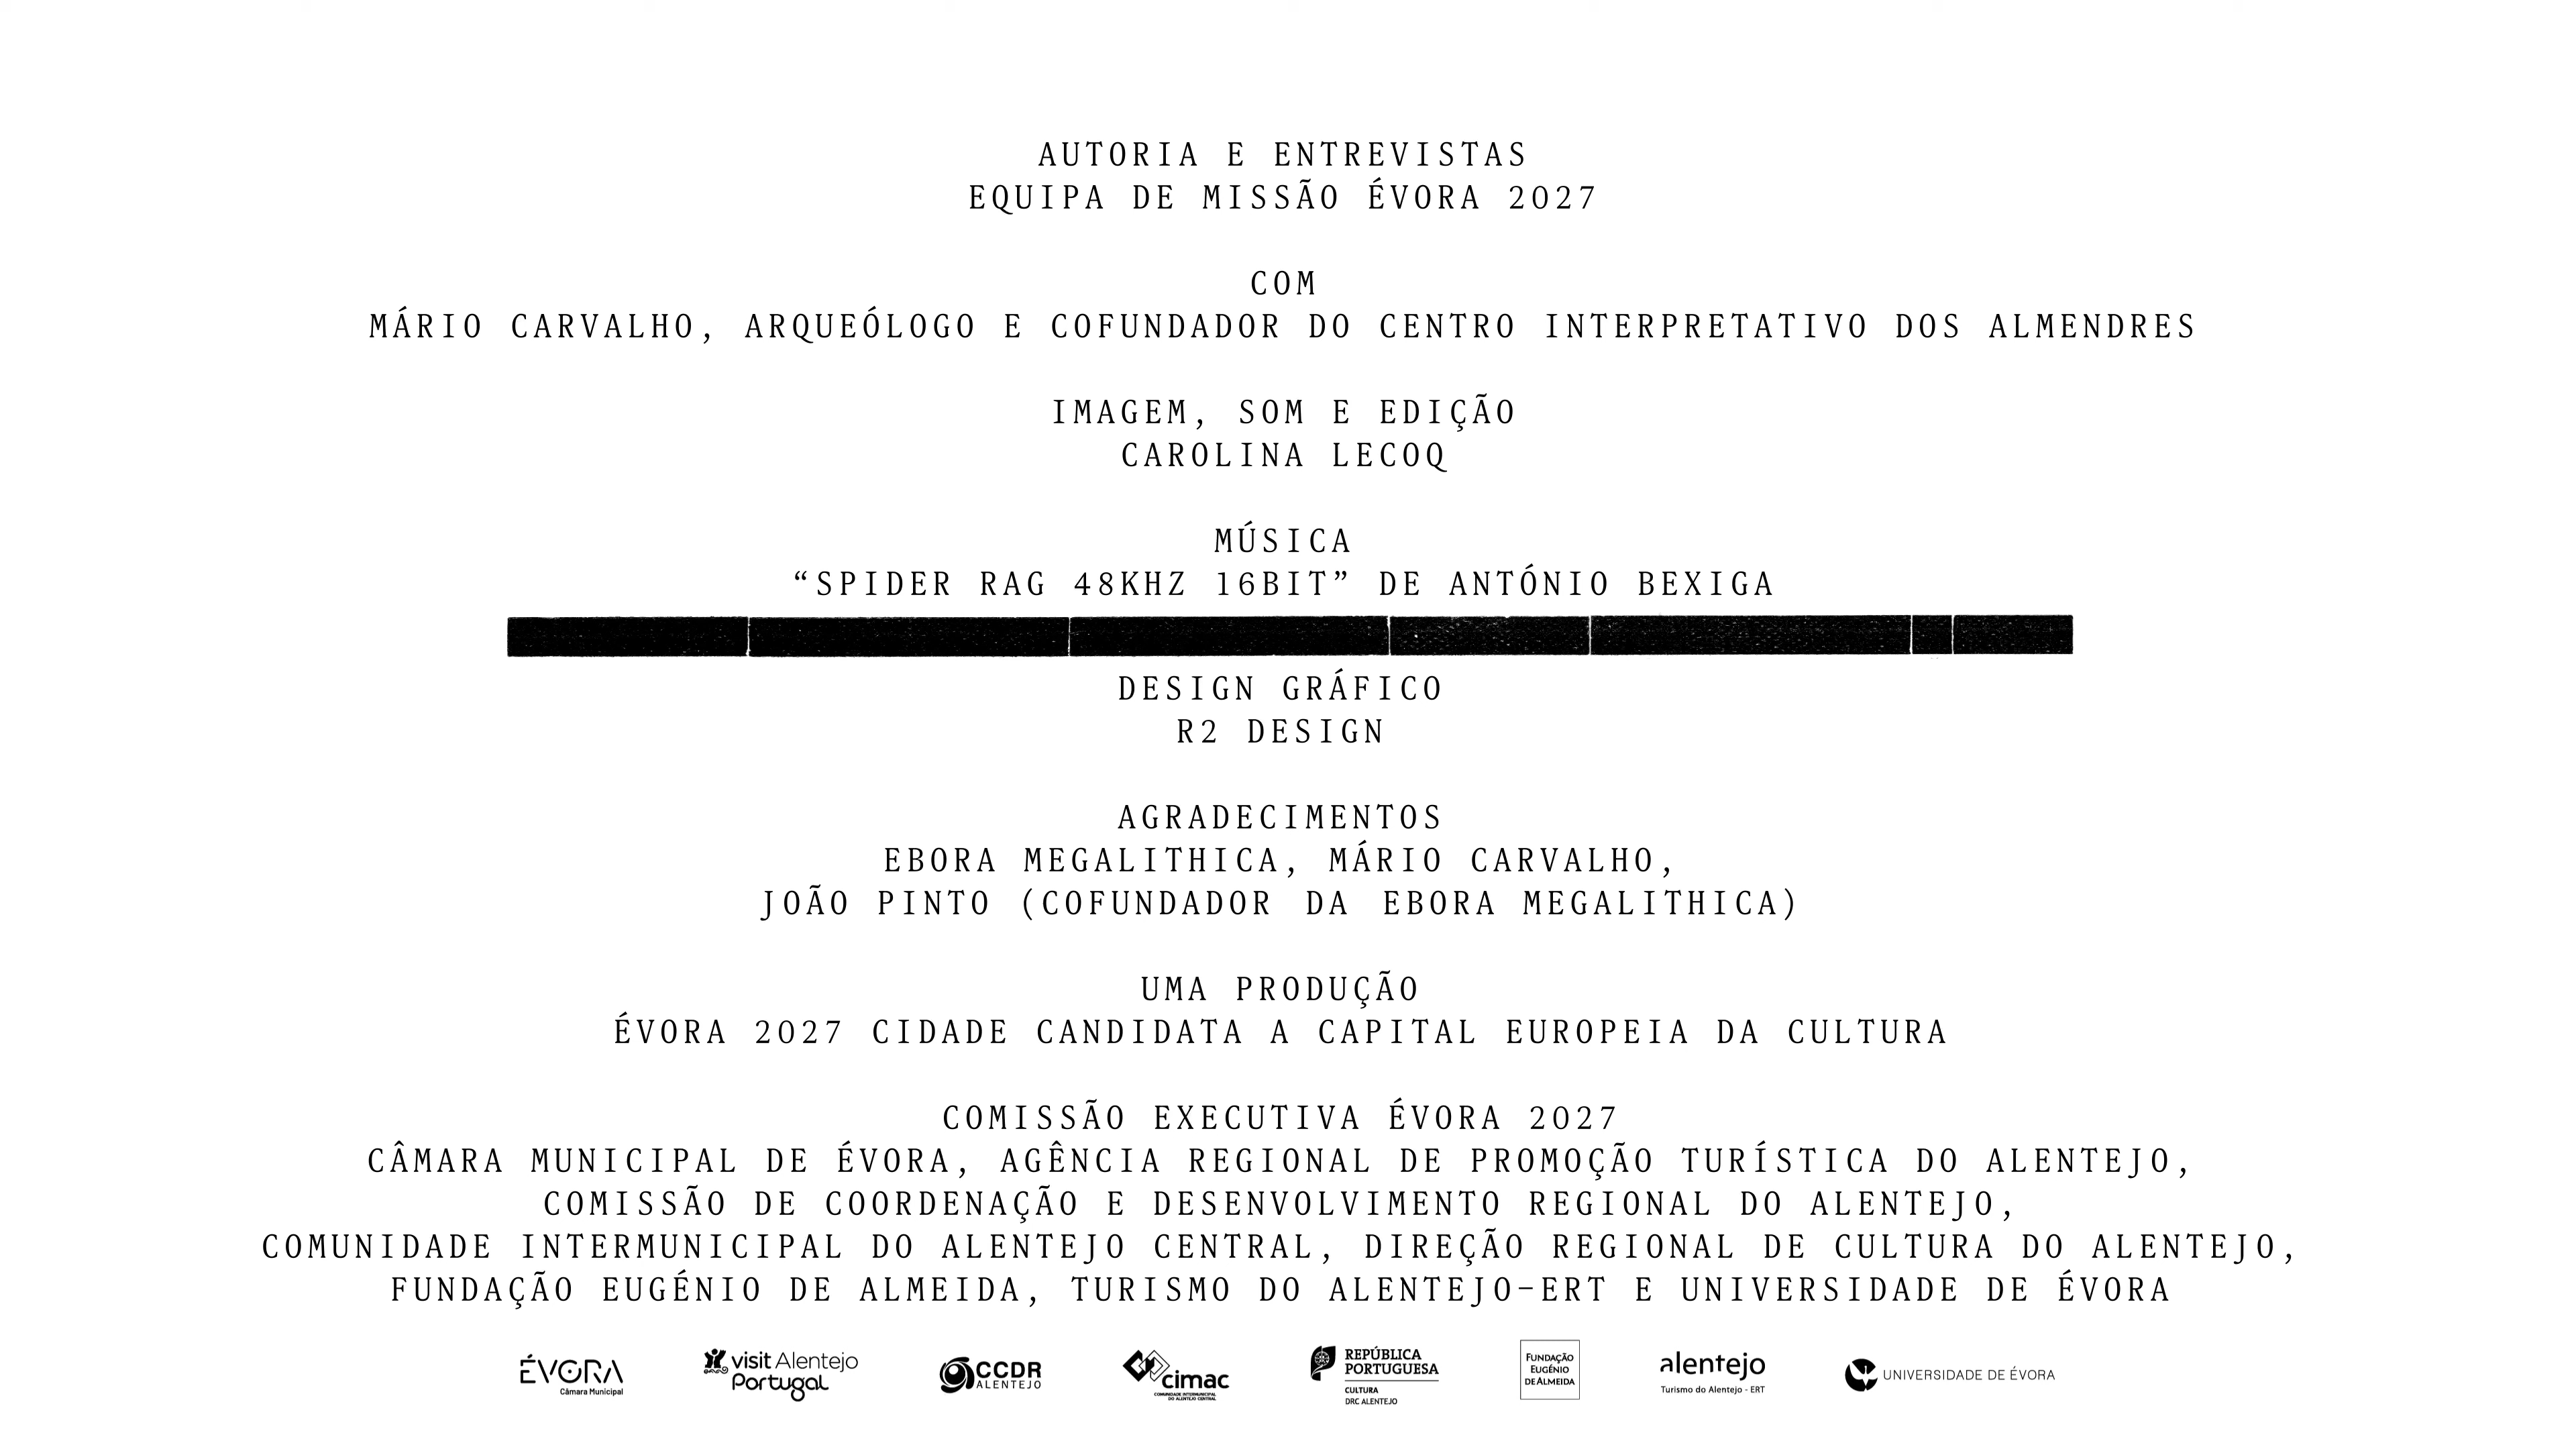 AUTORIA E ENTREVISTAS
EQUIPA DE MISSÃO ÉVORA 2027
COM
MÁRIO CARVALHO, ARQUEÓLOGO E COFUNDADOR DO CENTRO INTERPRETATIVO DOS ALMENDRES
IMAGEM, SOM E EDIÇÃO
CAROLINA LECOQ
MÚSICA
“SPIDER RAG 48KHZ 16BIT” DE ANTÓNIO BEXIGA
DESIGN GRÁFICO
R2 DESIGN
AGRADECIMENTOS
EBORA MEGALITHICA, MÁRIO CARVALHO,
JOÃO PINTO (COFUNDADOR DA EBORA MEGALITHICA)
UMA PRODUÇÃO
ÉVORA 2027 CIDADE CANDIDATA A CAPITAL EUROPEIA DA CULTURA
COMISSÃO EXECUTIVA ÉVORA 2027
CÂMARA MUNICIPAL DE ÉVORA, AGÊNCIA REGIONAL DE PROMOÇÃO TURÍSTICA DO ALENTEJO,
COMISSÃO DE COORDENAÇÃO E DESENVOLVIMENTO REGIONAL DO ALENTEJO,
COMUNIDADE INTERMUNICIPAL DO ALENTEJO CENTRAL, DIREÇÃO REGIONAL DE CULTURA DO ALENTEJO,
FUNDAÇÃO EUGÉNIO DE ALMEIDA, TURISMO DO ALENTEJO-ERT E UNIVERSIDADE DE ÉVORA
ÉVORA
Câmara Municipal
visit Alentejo
Portugal
CCDR
ALENTEJO
cimac
COMUNIDADE INTERMUNICIPAL
DO ALENTEJO CENTRAL
REPÚBLICA
PORTUGUESA
CULTURA
DRC ALENTEJO
FUNDAÇÃO
EUGÉNIO
DE ALMEIDA
alentejo
Turismo do Alentejo - ERT
UNIVERSIDADE DE ÉVORA